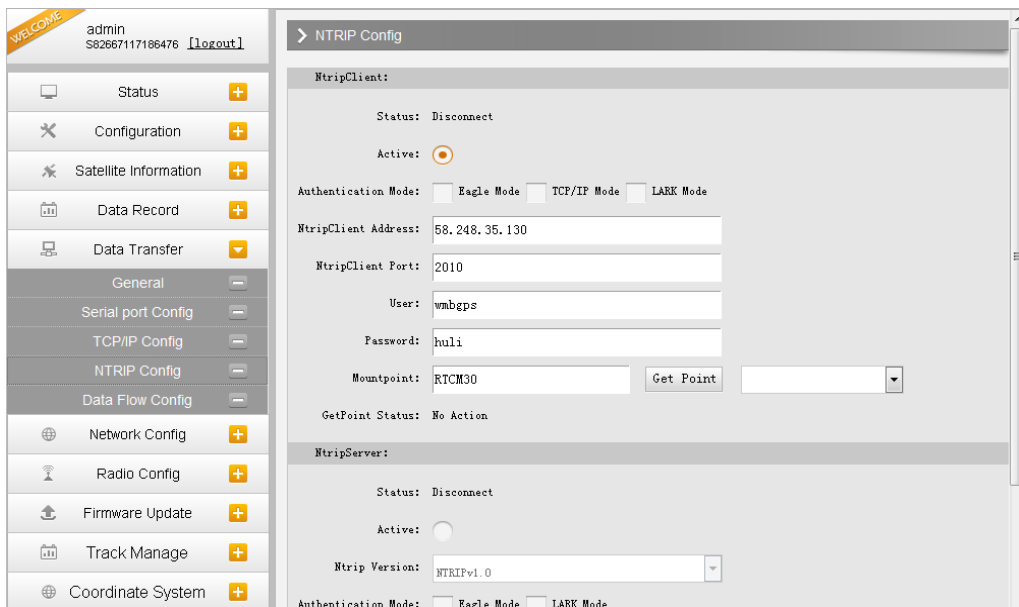 WELCOME
admin
S82667117186476 [logout]
Status
Configuration
Satellite Information
Data Record
Data Transfer
General
Serial port Config
TCP/IP Config
NTRIP Config
Data Flow Config
Network Config
Radio Config
Firmware Update
Track Manage
Coordinate System
NTRIP Config
NtripClient:
Status: Disconnect
Active:
Authentication Mode: Eagle Mode TCP/IP Mode LARK Mode
NtripClient Address: 58.248.35.130
NtripClient Port: 2010
User: wmbgps
Password: huli
Mountpoint: RTCM30 Get Point
GetPoint Status: No Action
NtripServer:
Status: Disconnect
Active:
Ntrip Version: NTRIPv1.0
Authentication Mode: Eagle Mode LARK Mode